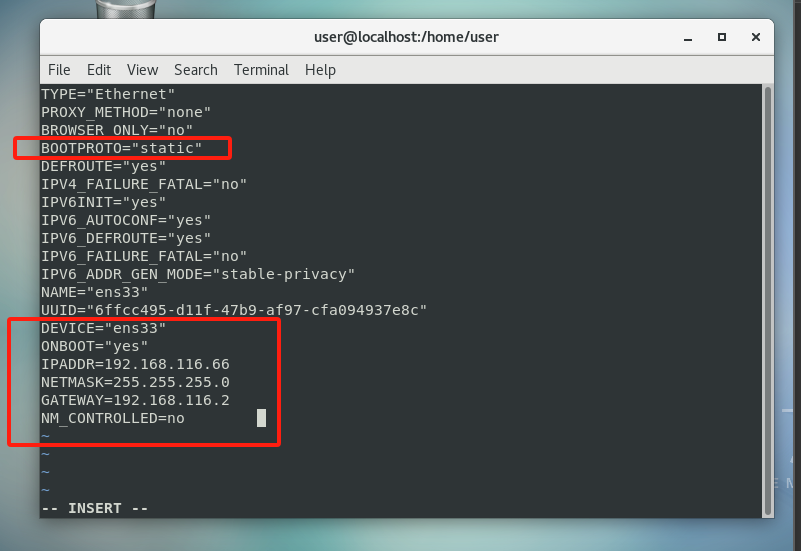 user@localhost:/home/user
File Edit View Search Terminal Help
TYPE="Ethernet"
PROXY_METHOD="none"
BROWSER_ONLY="no"
BOOTPROTO="static"
DEFROUTE="yes"
IPV4_FAILURE_FATAL="no"
IPV6INIT="yes"
IPV6_AUTOCONF="yes"
IPV6_DEFROUTE="yes"
IPV6_FAILURE_FATAL="no"
IPV6_ADDR_GEN_MODE="stable-privacy"
NAME="ens33"
UUID="6ffcc495-d11f-47b9-af97-cfa094937e8c"
DEVICE="ens33"
ONBOOT="yes"
IPADDR=192.168.116.66
NETMASK=255.255.255.0
GATEWAY=192.168.116.2
NM_CONTROLLED=no
~
~
~
~
-- INSERT --